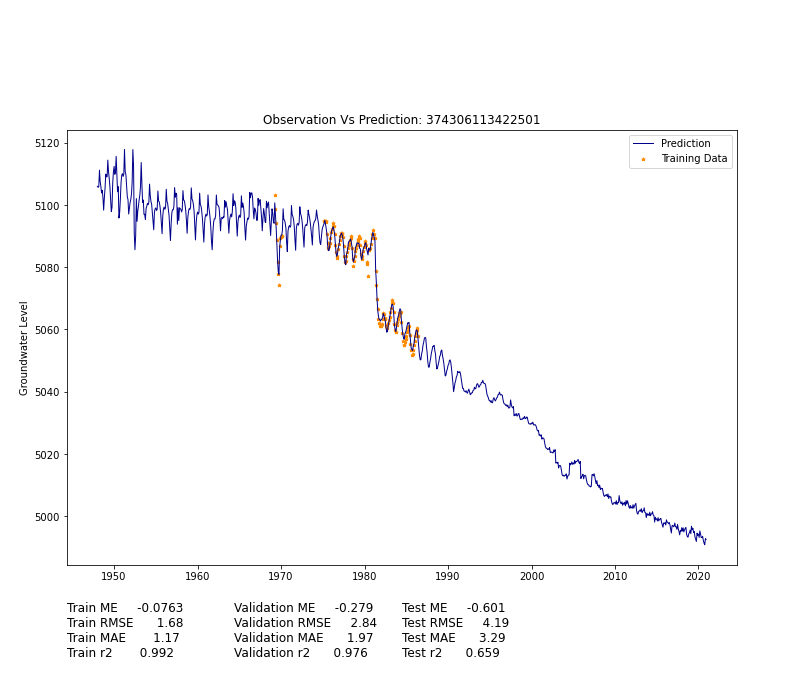 Observation Vs Prediction: 374306113422501
Prediction
Training Data
Groundwater Level
5120
5100
5080
5060
5040
5020
5000
1950 1960 1970 1980 1990 2000 2010 2020
Train ME -0.0763 Validation ME -0.279 Test ME -0.601
Train RMSE 1.68 Validation RMSE 2.84 Test RMSE 4.19
Train MAE 1.17 Validation MAE 1.97 Test MAE 3.29
Train r2 0.992 Validation r2 0.976 Test r2 0.659